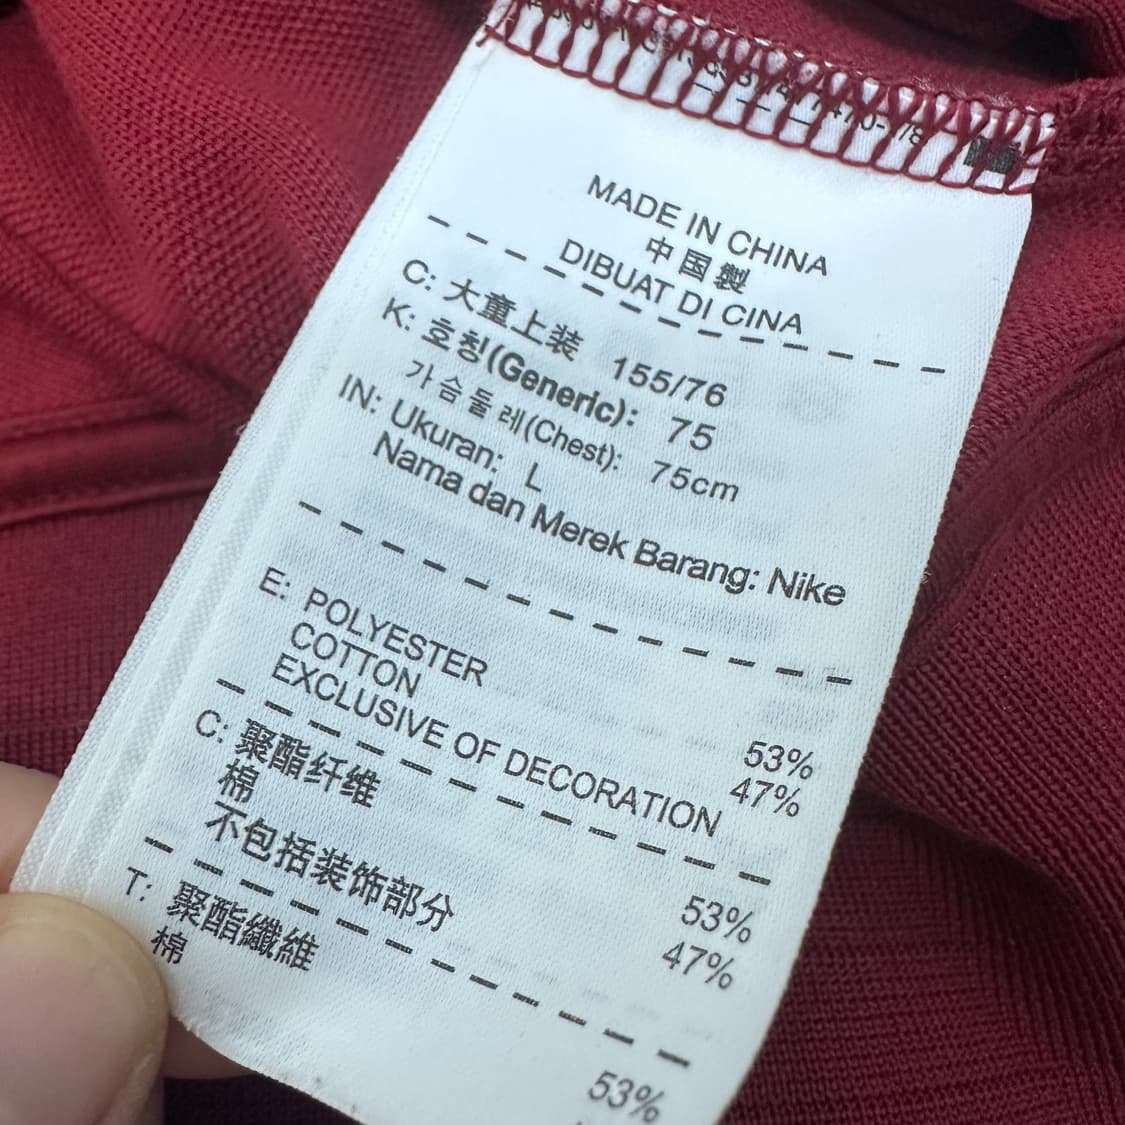 MADE IN CHINA
中国製
DIBUAT DI CINA
C: 大童上装 155/76
K: 호칭(Generic): 75
가슴둘레(Chest): 75cm
IN: Ukuran: L
Nama dan Merek Barang: Nike
E: POLYESTER 53%
COTTON 47%
EXCLUSIVE OF DECORATION
C: 聚酯纤维 53%
棉 47%
不包括装饰部分
T: 聚酯纖維 53%
棉